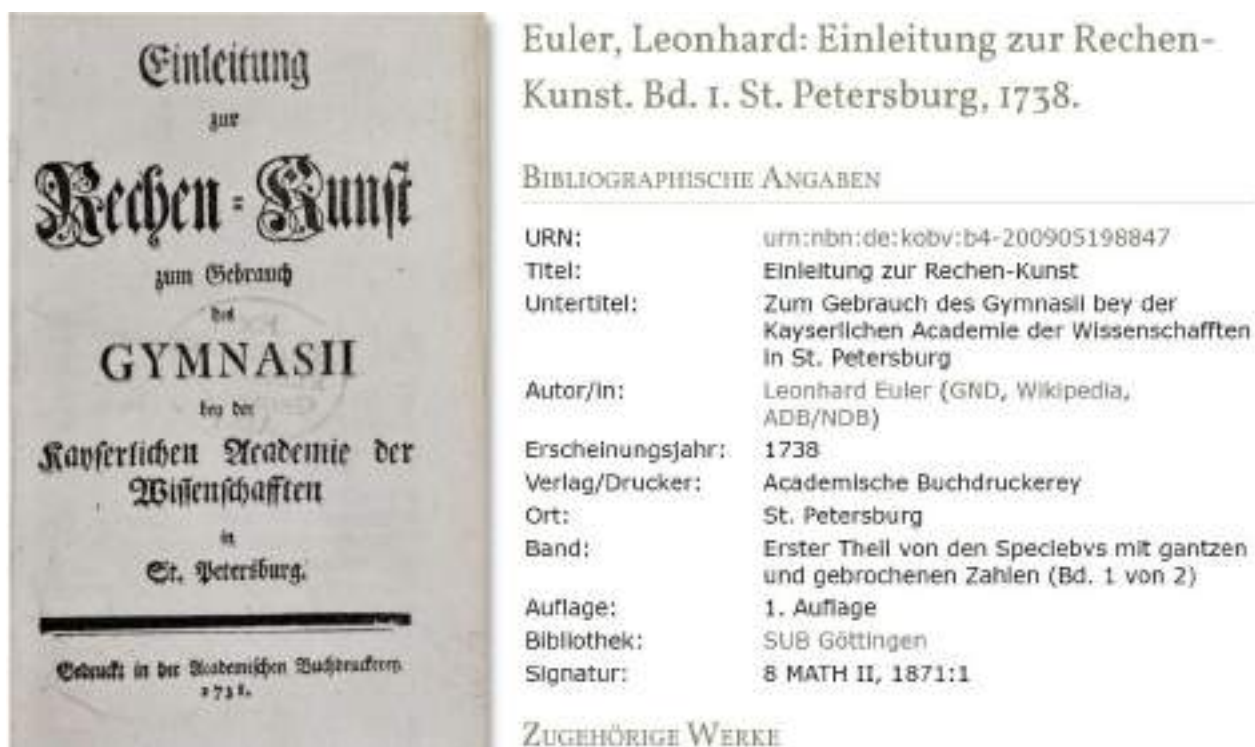 Einleitung
zur
Rechen-Kunst
zum Gebrauch
des
GYMNASII
bey der
Kayserlichen Academie der
Wissenschafften
in
St. Petersburg.
Gedruckt in der Academischen Buchdruckerey
1738.
Euler, Leonhard: Einleitung zur Rechen-
Kunst. Bd. 1. St. Petersburg, 1738.
BIBLIOGRAPHISCHE ANGABEN
URN: urn:nbn:de:kobv:b4-200905198847
Titel: Einleitung zur Rechen-Kunst
Untertitel: Zum Gebrauch des Gymnasii bey der
Kayserlichen Academie der Wissenschafften
in St. Petersburg
Autor/in: Leonhard Euler (GND, Wikipedia,
ADB/NDB)
Erscheinungsjahr: 1738
Verlag/Drucker: Academische Buchdruckerey
Ort: St. Petersburg
Band: Erster Theil von den Speciebvs mit gantzen
und gebrochenen Zahlen (Bd. 1 von 2)
Auflage: 1. Auflage
Bibliothek: SUB Göttingen
Signatur: 8 MATH II, 1871:1
ZUGEHÖRIGE WERKE